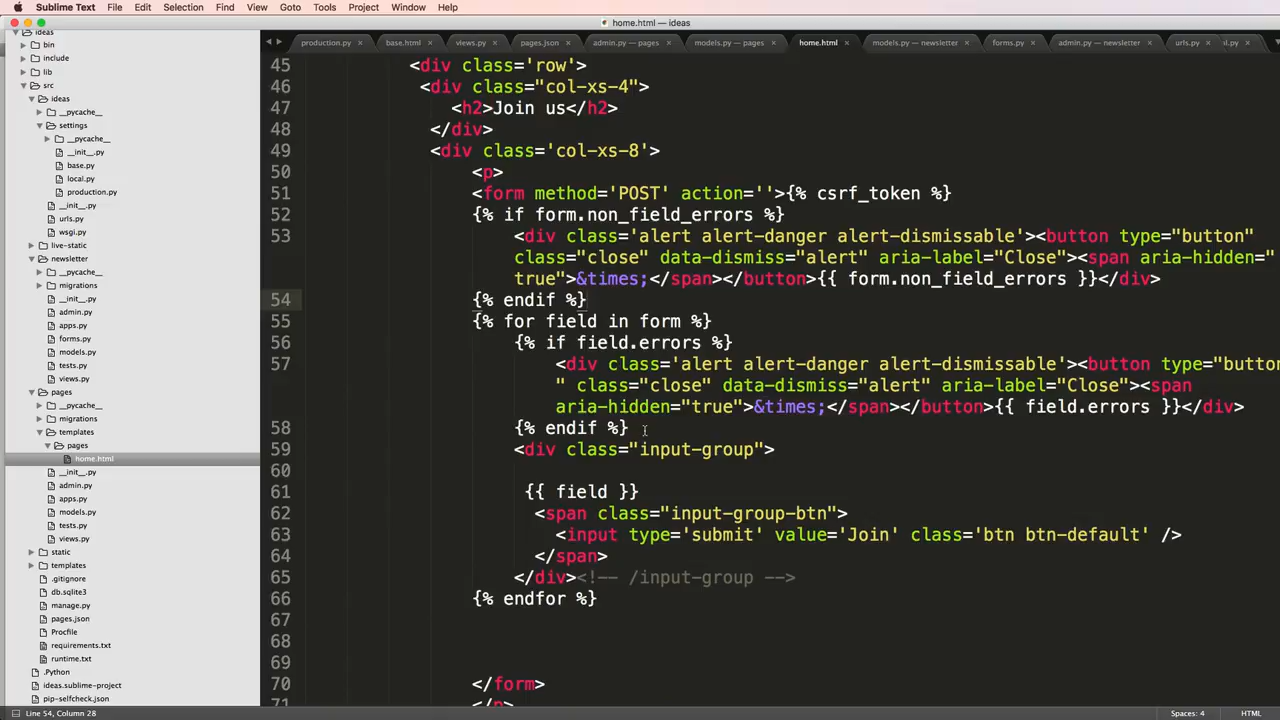 Sublime Text File Edit Selection Find View Goto Tools Project Window Help
home.html — ideas
production.py × base.html × views.py × pages.json × admin.py — pages × models.py — pages × home.html × models.py — newsletter × forms.py × admin.py — newsletter × urls.py × ml.py ×
ideas
bin
include
lib
src
ideas
__pycache__
settings
__pycache__
__init__.py
base.py
local.py
production.py
__init__.py
urls.py
wsgi.py
live-static
newsletter
__pycache__
migrations
__init__.py
admin.py
apps.py
forms.py
models.py
tests.py
views.py
pages
__pycache__
migrations
templates
pages
home.html
__init__.py
admin.py
apps.py
models.py
tests.py
views.py
static
templates
.gitignore
db.sqlite3
manage.py
pages.json
Procfile
requirements.txt
runtime.txt
.Python
ideas.sublime-project
pip-selfcheck.json
45 <div class='row'>
46 <div class="col-xs-4">
47 <h2>Join us</h2>
48 </div>
49 <div class='col-xs-8'>
50 <p>
51 <form method='POST' action=''>{% csrf_token %}
52 {% if form.non_field_errors %}
53 <div class='alert alert-danger alert-dismissable'><button type="button"
class="close" data-dismiss="alert" aria-label="Close"><span aria-hidden="
true">&times;</span></button>{{ form.non_field_errors }}</div>
54 {% endif %}
55 {% for field in form %}
56 {% if field.errors %}
57 <div class='alert alert-danger alert-dismissable'><button type="button
" class="close" data-dismiss="alert" aria-label="Close"><span
aria-hidden="true">&times;</span></button>{{ field.errors }}</div>
58 {% endif %}
59 <div class="input-group">
60
61 {{ field }}
62 <span class="input-group-btn">
63 <input type='submit' value='Join' class='btn btn-default' />
64 </span>
65 </div><!-- /input-group -->
66 {% endfor %}
67
68
69
70 </form>
71 </p>
Line 54, Column 28
Spaces: 4 HTML